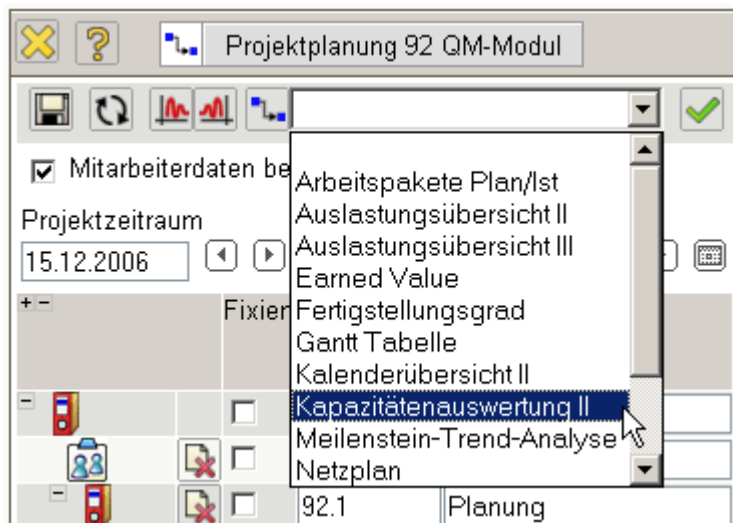 Projektplanung 92 QM-Modul
Mitarbeiterdaten be
Arbeitspakete Plan/Ist
Auslastungsübersicht II
Auslastungsübersicht III
Earned Value
Fertigstellungsgrad
Gantt Tabelle
Kalenderübersicht II
Kapazitätenauswertung II
Meilenstein-Trend-Analyse
Netzplan
Projektzeitraum
15.12.2006
Fixier
92.1 Planung